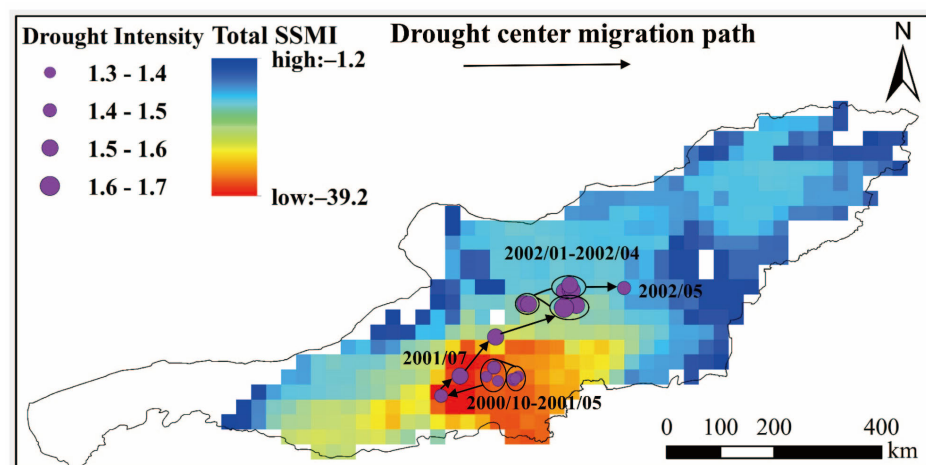 Drought Intensity
1.3 - 1.4
1.4 - 1.5
1.5 - 1.6
1.6 - 1.7
Total SSMI
high:–1.2
low:–39.2
Drought center migration path
N
2002/01-2002/04
2002/05
2001/07
2000/10-2001/05
0 100 200 400
km